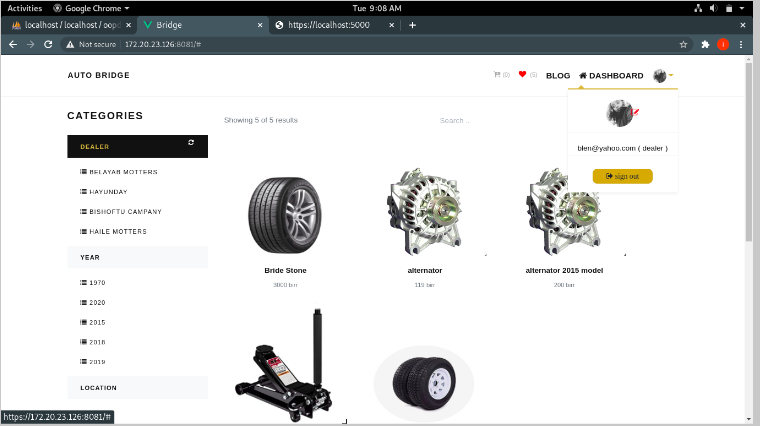 Activities Google Chrome Tue 9:08 AM
localhost / localhost / oopd Bridge https://localhost:5000
Not secure 172.20.23.126:8081/#
AUTO BRIDGE (0) (5) BLOG DASHBOARD
CATEGORIES
Showing 5 of 5 results Search ...
DEALER
BELAYAB MOTTERS
HAYUNDAY
BISHOFTU CAMPANY
HAILE MOTTERS
YEAR
1970
2020
2015
2018
2019
LOCATION
blen@yahoo.com ( dealer )
sign out
Bride Stone
3000 birr
alternator
119 birr
alternator 2015 model
200 birr
https://172.20.23.126:8081/#